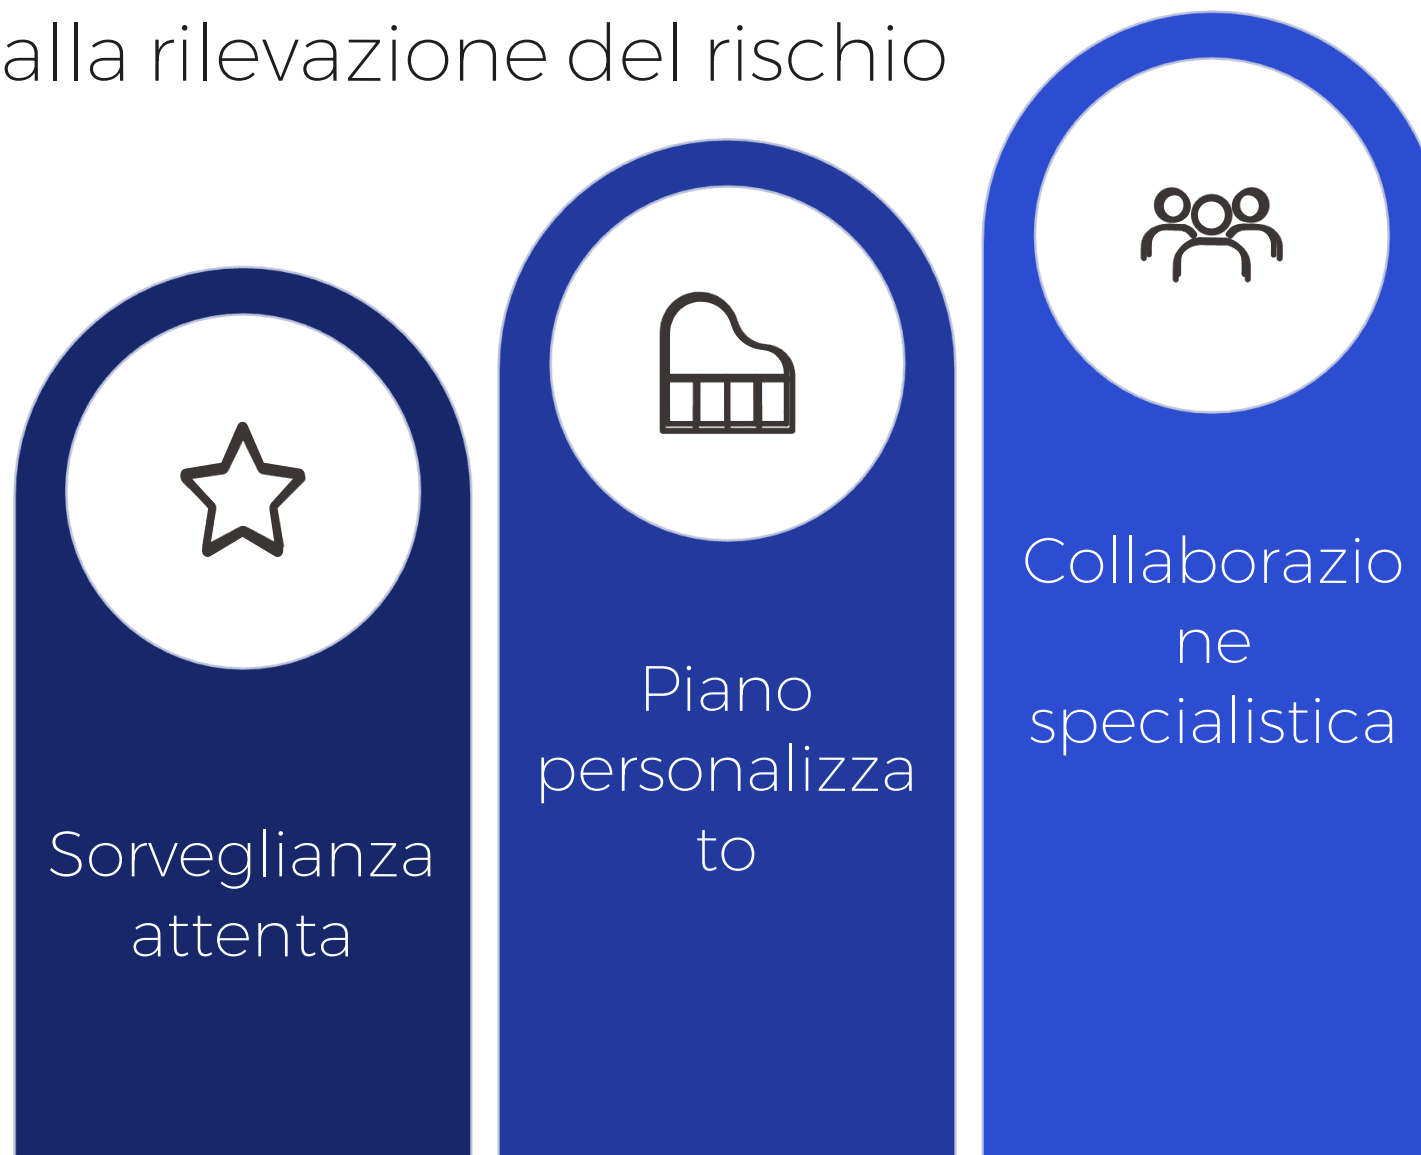 alla rilevazione del rischio
Sorveglianza
attenta
Piano
personalizza
to
Collaborazio
ne
specialistica